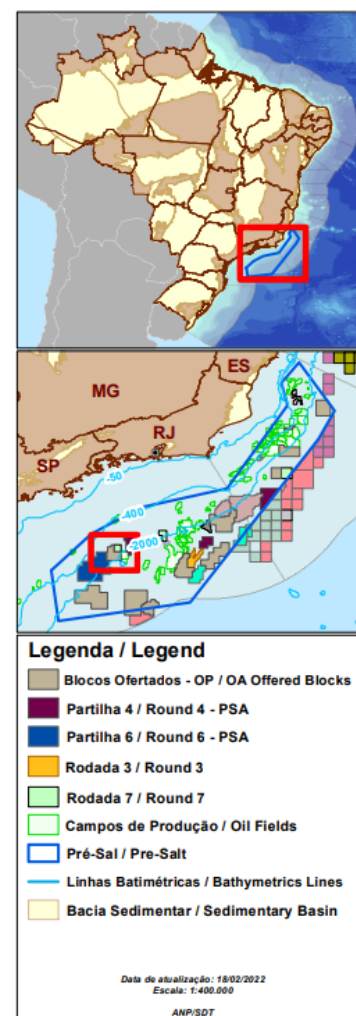 ES
MG
RJ
SP
-50
-400
-2000
Legenda / Legend
Blocos Ofertados - OP / OA Offered Blocks
Partilha 4 / Round 4 - PSA
Partilha 6 / Round 6 - PSA
Rodada 3 / Round 3
Rodada 7 / Round 7
Campos de Produção / Oil Fields
Pré-Sal / Pre-Salt
Linhas Batimétricas / Bathymetrics Lines
Bacia Sedimentar / Sedimentary Basin
Data de atualização: 18/02/2022
Escala: 1:400.000
ANP/SDT